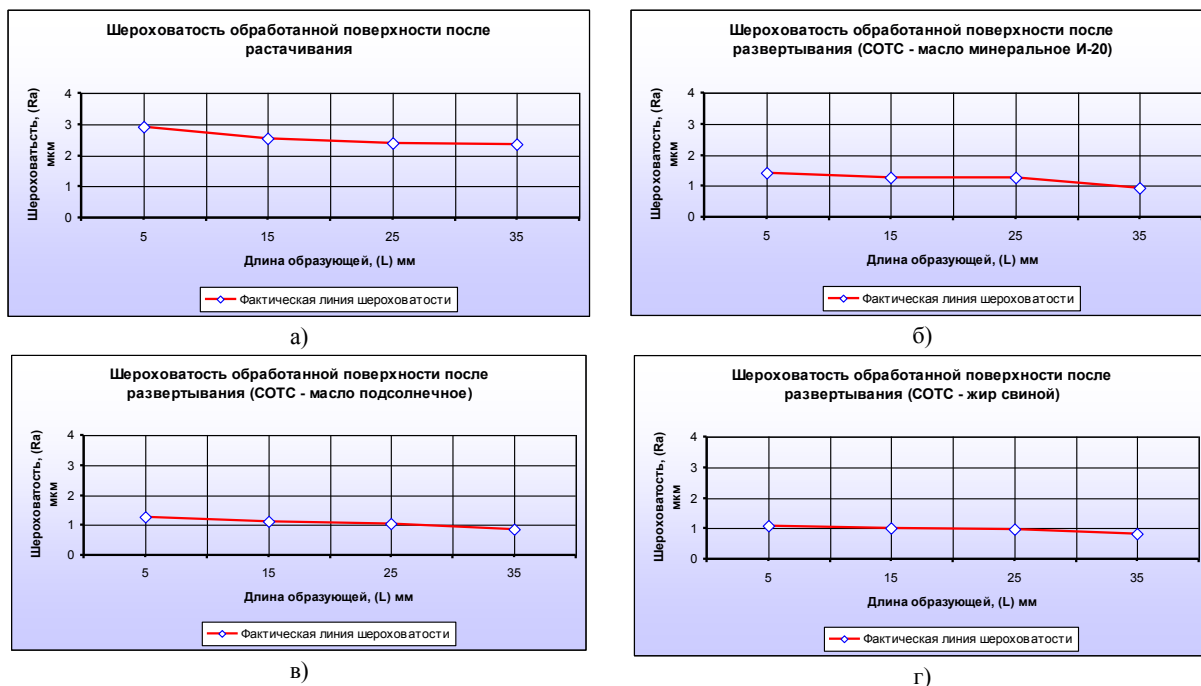 Шероховатость обработанной поверхности после
растачивания
Шероховатьсть, (Ra)
мкм
4
3
2
1
0
5
15
25
35
Длина образующей, (L) мм
Фактическая линия шероховатости
а)
Шероховатость обработанной поверхности после
развертывания (СОТС - масло минеральное И-20)
Шероховатость, (Ra)
мкм
4
3
2
1
0
5
15
25
35
Длина образующей, (L) мм
Фактическая линия шероховатости
б)
Шероховатость обработанной поверхности после
развертывания (СОТС - масло подсолнечное)
Шероховатость, (Ra)
мкм
4
3
2
1
0
5
15
25
35
Длина образующей, (L) мм
Фактическая линия шероховатости
в)
Шероховатость обработанной поверхности после
развертывания (СОТС - жир свиной)
Шероховатость, (Ra)
мкм
4
3
2
1
0
5
15
25
35
Длина образующей, (L) мм
Фактическая линия шероховатости
г)